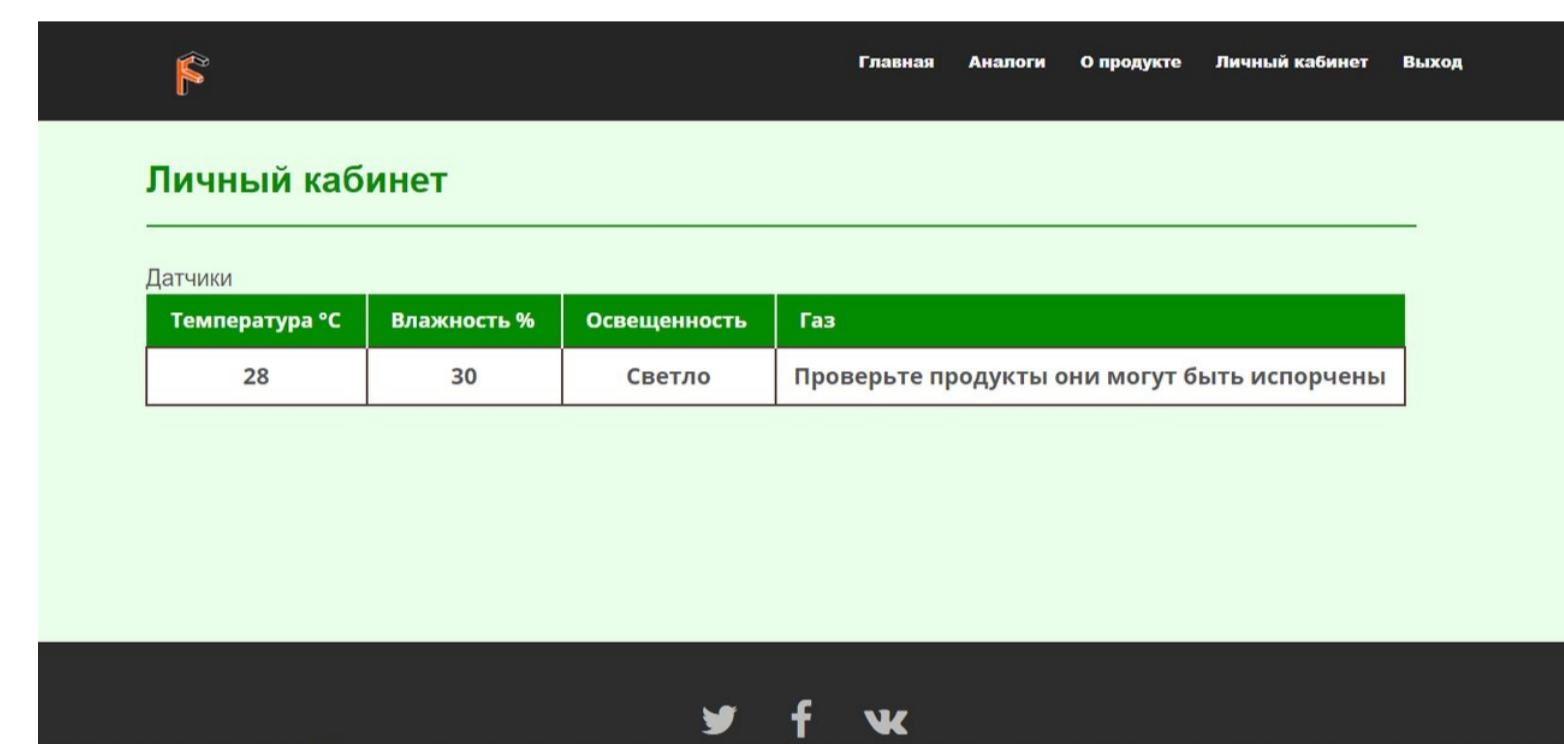 Главная Аналоги О продукте Личный кабинет Выход
Личный кабинет
Датчики
Температура °C Влажность % Освещенность Газ
28 30 Светло Проверьте продукты они могут быть испорчены